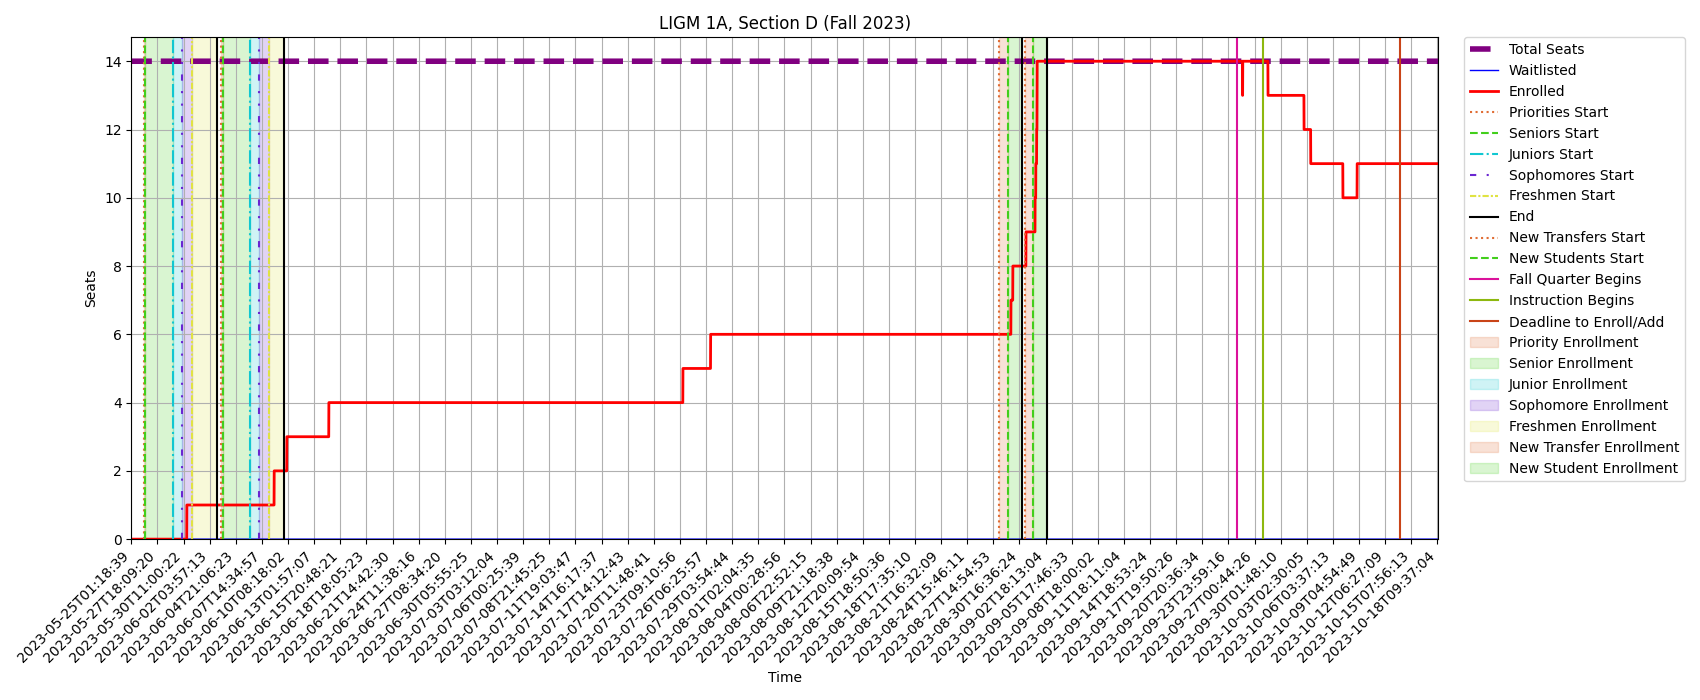 LIGM 1A, Section D (Fall 2023)
Seats
14
12
10
8
6
4
2
0
2023-05-25T01:18:39
2023-05-27T18:09:20
2023-05-30T11:00:22
2023-06-02T03:57:13
2023-06-04T21:06:23
2023-06-07T14:34:57
2023-06-10T08:18:02
2023-06-13T01:57:07
2023-06-15T20:48:21
2023-06-18T18:05:23
2023-06-21T14:42:30
2023-06-24T11:38:16
2023-06-27T08:34:20
2023-06-30T05:55:25
2023-07-03T03:12:04
2023-07-06T00:25:39
2023-07-08T21:45:25
2023-07-11T19:03:47
2023-07-14T16:17:37
2023-07-17T14:12:43
2023-07-20T11:48:41
2023-07-23T09:10:56
2023-07-26T06:25:57
2023-07-29T03:54:44
2023-08-01T02:04:35
2023-08-04T00:28:56
2023-08-06T22:52:15
2023-08-09T21:18:38
2023-08-12T20:09:54
2023-08-15T18:50:36
2023-08-18T17:35:10
2023-08-21T16:32:09
2023-08-24T15:46:11
2023-08-27T14:54:53
2023-08-30T16:36:24
2023-09-02T18:13:04
2023-09-05T17:46:33
2023-09-08T18:00:02
2023-09-11T18:11:04
2023-09-14T18:53:24
2023-09-17T19:50:26
2023-09-20T20:36:34
2023-09-23T23:59:16
2023-09-27T00:44:26
2023-09-30T01:48:10
2023-10-03T02:30:05
2023-10-06T03:37:13
2023-10-09T04:54:49
2023-10-12T06:27:09
2023-10-15T07:56:13
2023-10-18T09:37:04
Time
Total Seats
Waitlisted
Enrolled
Priorities Start
Seniors Start
Juniors Start
Sophomores Start
Freshmen Start
End
New Transfers Start
New Students Start
Fall Quarter Begins
Instruction Begins
Deadline to Enroll/Add
Priority Enrollment
Senior Enrollment
Junior Enrollment
Sophomore Enrollment
Freshmen Enrollment
New Transfer Enrollment
New Student Enrollment